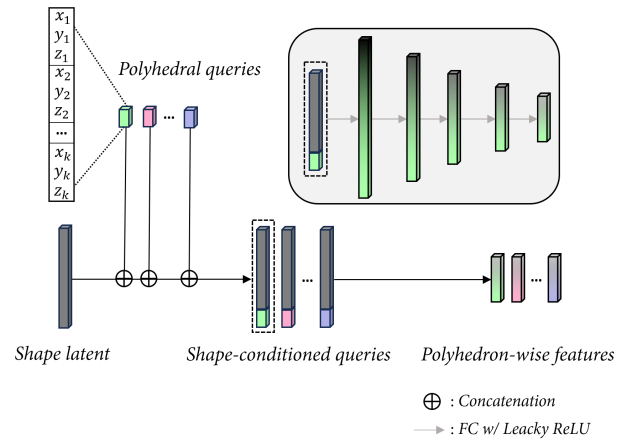 x₁
y₁
z₁
x₂
y₂
z₂
...
xₖ
yₖ
zₖ
Polyhedral queries
...
...
...
Shape latent
Shape-conditioned queries
Polyhedron-wise features
: Concatenation
: FC w/ Leacky ReLU